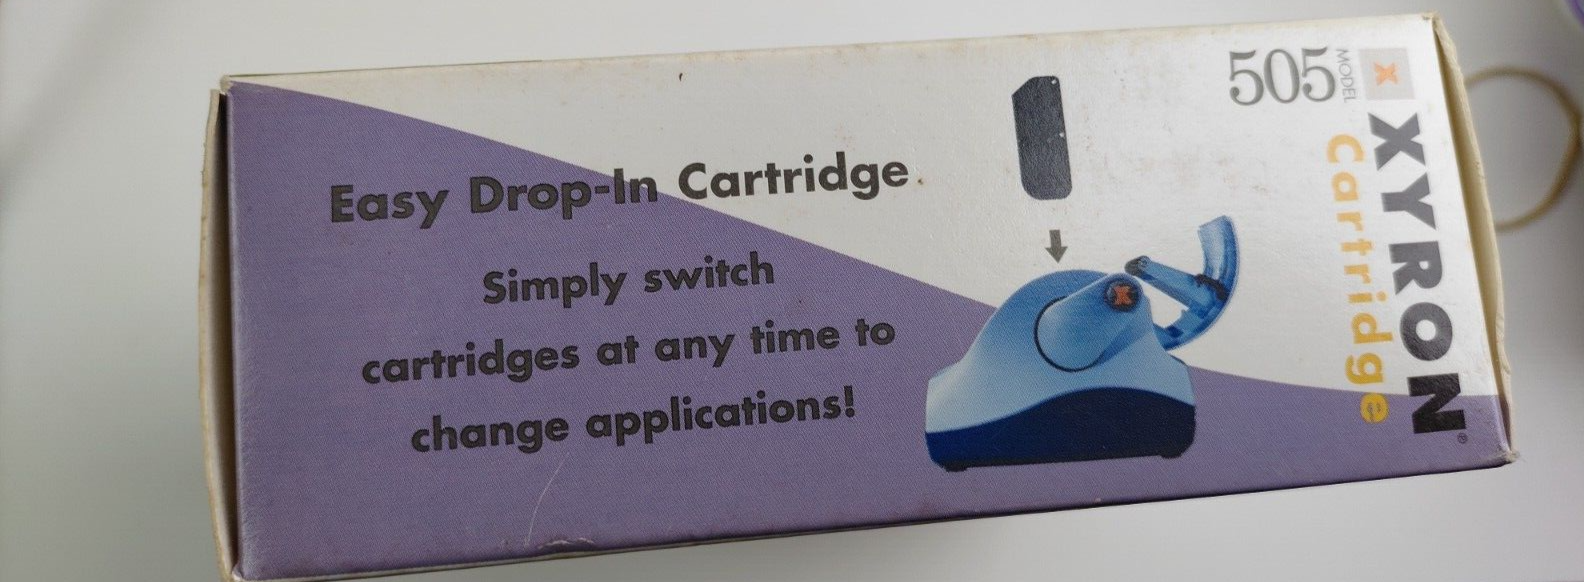 Easy Drop-In Cartridge
Simply switch
cartridges at any time to
change applications!
505 MODEL
XYRON®
Cartridge